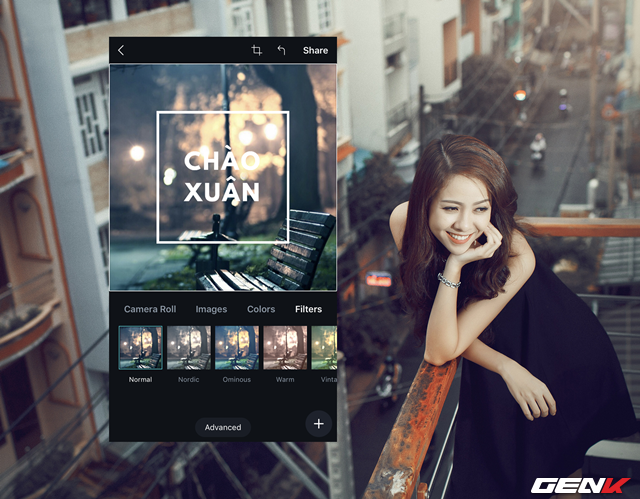 Share
CHÀO
XUÂN
Camera Roll Images Colors Filters
Normal Nordic Ominous Warm Vinta
Advanced
GENK